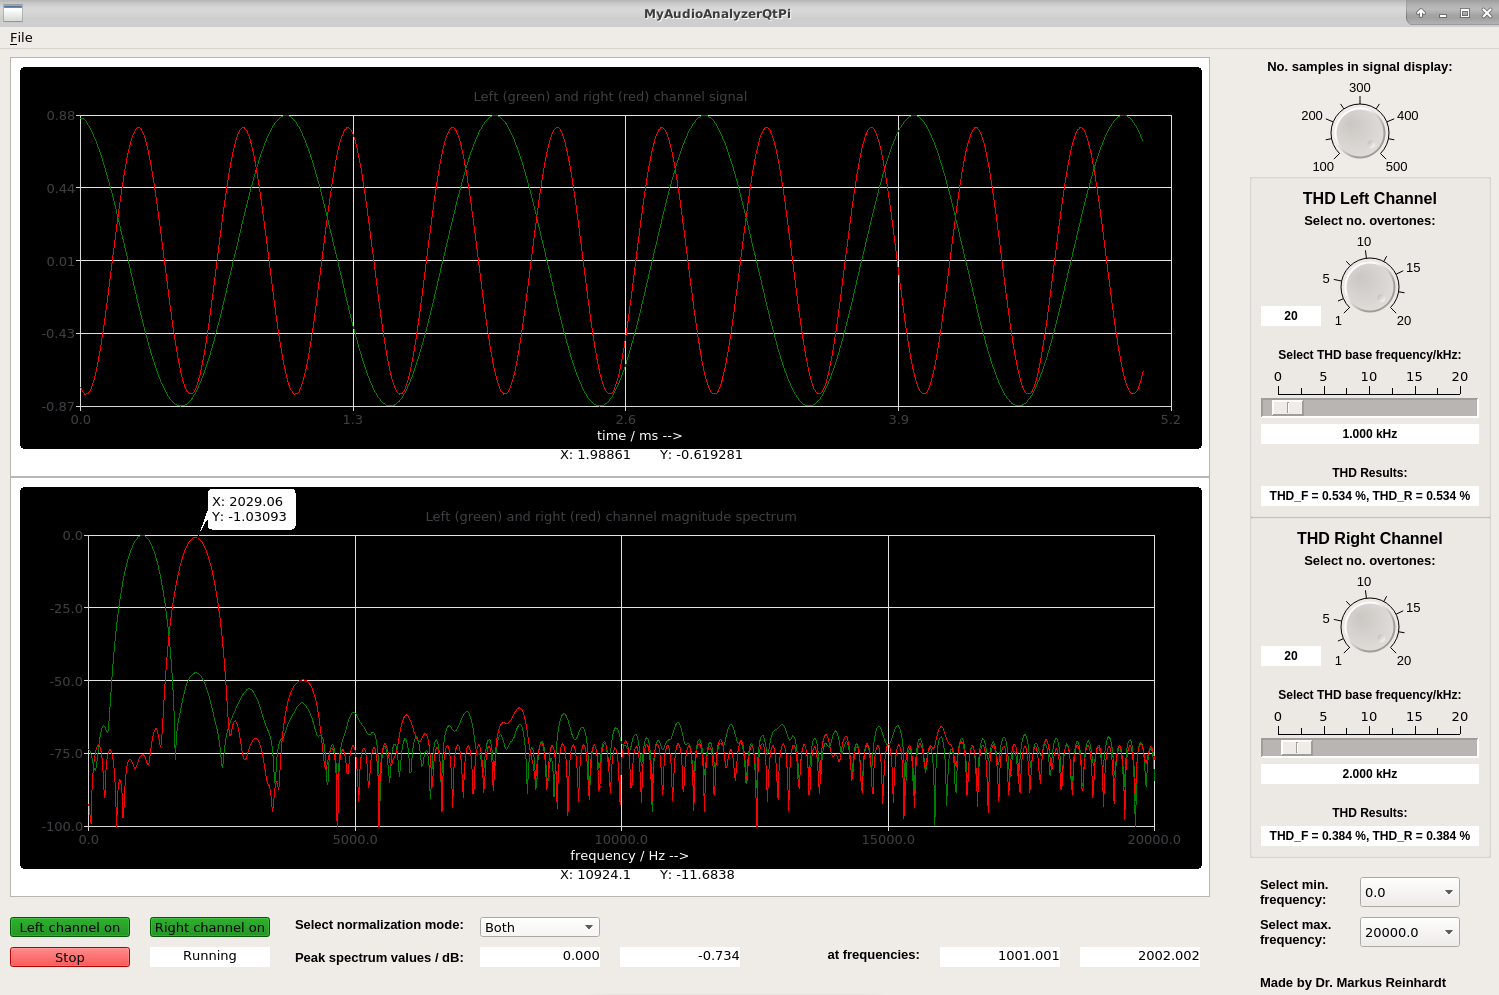 MyAudioAnalyzerQtPi
File
Left (green) and right (red) channel signal
0.88
0.44
0.01
-0.43
-0.87
0.0 1.3 2.6 3.9 5.2
time / ms -->
X: 1.98861 Y: -0.619281
X: 2029.06
Y: -1.03093
Left (green) and right (red) channel magnitude spectrum
0.0
-25.0
-50.0
-75.0
-100.0
0.0 5000.0 10000.0 15000.0 20000.0
frequency / Hz -->
X: 10924.1 Y: -11.6838
Left channel on Right channel on Select normalization mode: Both
Stop Running Peak spectrum values / dB: 0.000 -0.734 at frequencies: 1001.001 2002.002
No. samples in signal display:
300
200 400
100 500
THD Left Channel
Select no. overtones:
10
5 15
20 1 20
Select THD base frequency/kHz:
0 5 10 15 20
1.000 kHz
THD Results:
THD_F = 0.534 %, THD_R = 0.534 %
THD Right Channel
Select no. overtones:
10
5 15
20 1 20
Select THD base frequency/kHz:
0 5 10 15 20
2.000 kHz
THD Results:
THD_F = 0.384 %, THD_R = 0.384 %
Select min.
frequency: 0.0
Select max.
frequency: 20000.0
Made by Dr. Markus Reinhardt